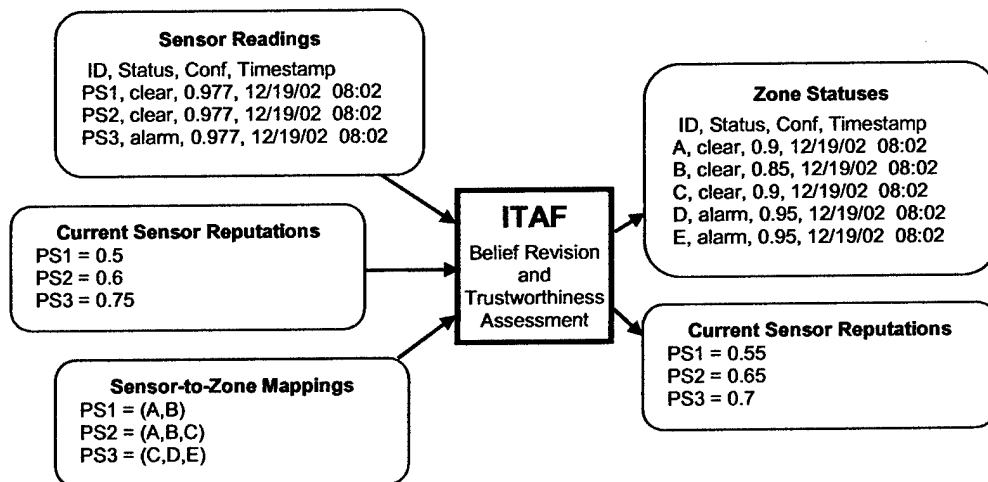 Sensor Readings
ID, Status, Conf, Timestamp
PS1, clear, 0.977, 12/19/02 08:02
PS2, clear, 0.977, 12/19/02 08:02
PS3, alarm, 0.977, 12/19/02 08:02
Current Sensor Reputations
PS1 = 0.5
PS2 = 0.6
PS3 = 0.75
Sensor-to-Zone Mappings
PS1 = (A,B)
PS2 = (A,B,C)
PS3 = (C,D,E)
ITAF
Belief Revision
and
Trustworthiness
Assessment
Zone Statuses
ID, Status, Conf, Timestamp
A, clear, 0.9, 12/19/02 08:02
B, clear, 0.85, 12/19/02 08:02
C, clear, 0.9, 12/19/02 08:02
D, alarm, 0.95, 12/19/02 08:02
E, alarm, 0.95, 12/19/02 08:02
Current Sensor Reputations
PS1 = 0.55
PS2 = 0.65
PS3 = 0.7